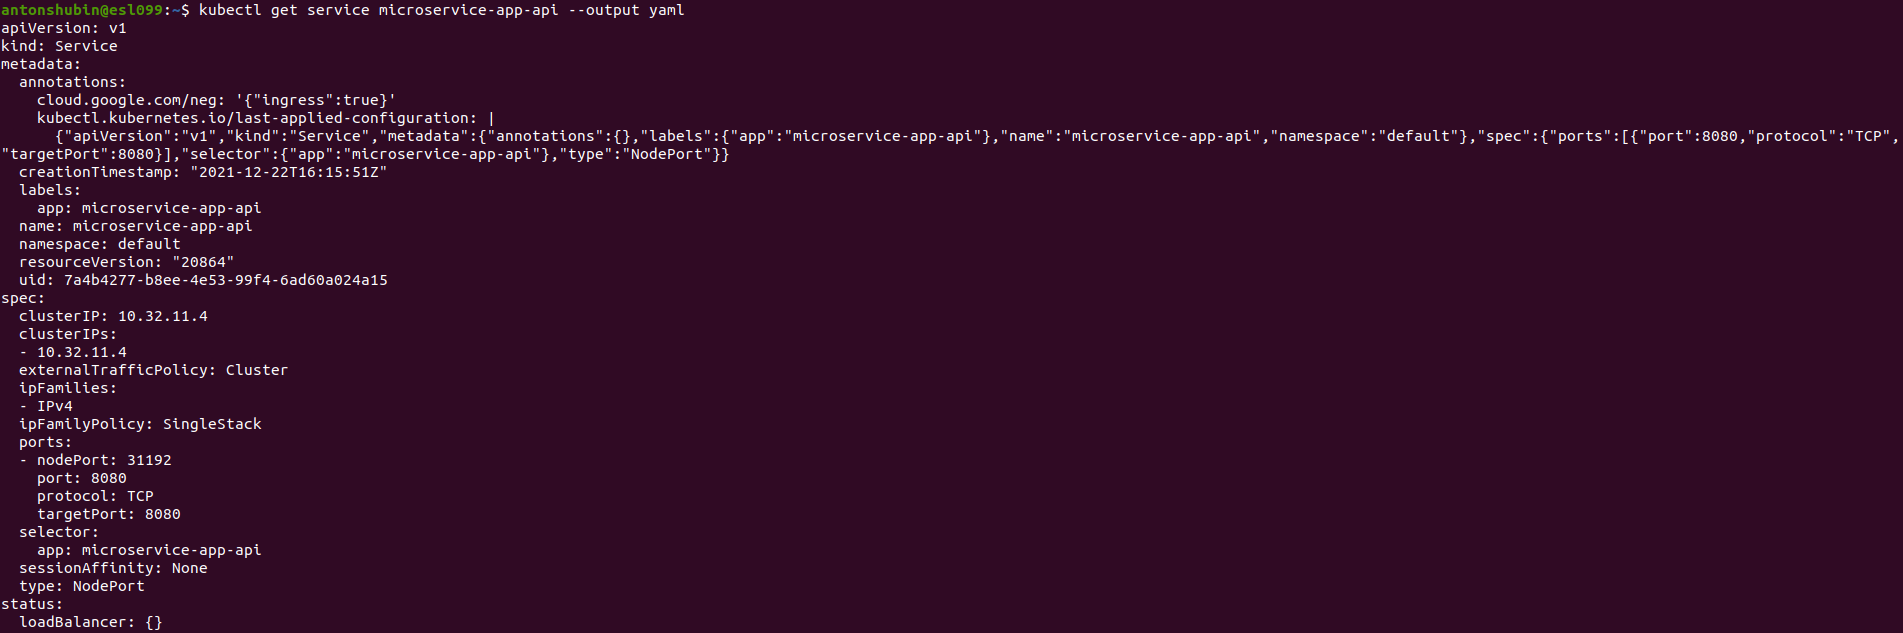 antonshubin@esl099:~$ kubectl get service microservice-app-api --output yaml
apiVersion: v1
kind: Service
metadata:
  annotations:
    cloud.google.com/neg: '{"ingress":true}'
    kubectl.kubernetes.io/last-applied-configuration: |
      {"apiVersion":"v1","kind":"Service","metadata":{"annotations":{},"labels":{"app":"microservice-app-api"},"name":"microservice-app-api","namespace":"default"},"spec":{"ports":[{"port":8080,"protocol":"TCP",
"targetPort":8080}],"selector":{"app":"microservice-app-api"},"type":"NodePort"}}
  creationTimestamp: "2021-12-22T16:15:51Z"
  labels:
    app: microservice-app-api
  name: microservice-app-api
  namespace: default
  resourceVersion: "20864"
  uid: 7a4b4277-b8ee-4e53-99f4-6ad60a024a15
spec:
  clusterIP: 10.32.11.4
  clusterIPs:
  - 10.32.11.4
  externalTrafficPolicy: Cluster
  ipFamilies:
  - IPv4
  ipFamilyPolicy: SingleStack
  ports:
  - nodePort: 31192
    port: 8080
    protocol: TCP
    targetPort: 8080
  selector:
    app: microservice-app-api
  sessionAffinity: None
  type: NodePort
status:
  loadBalancer: {}